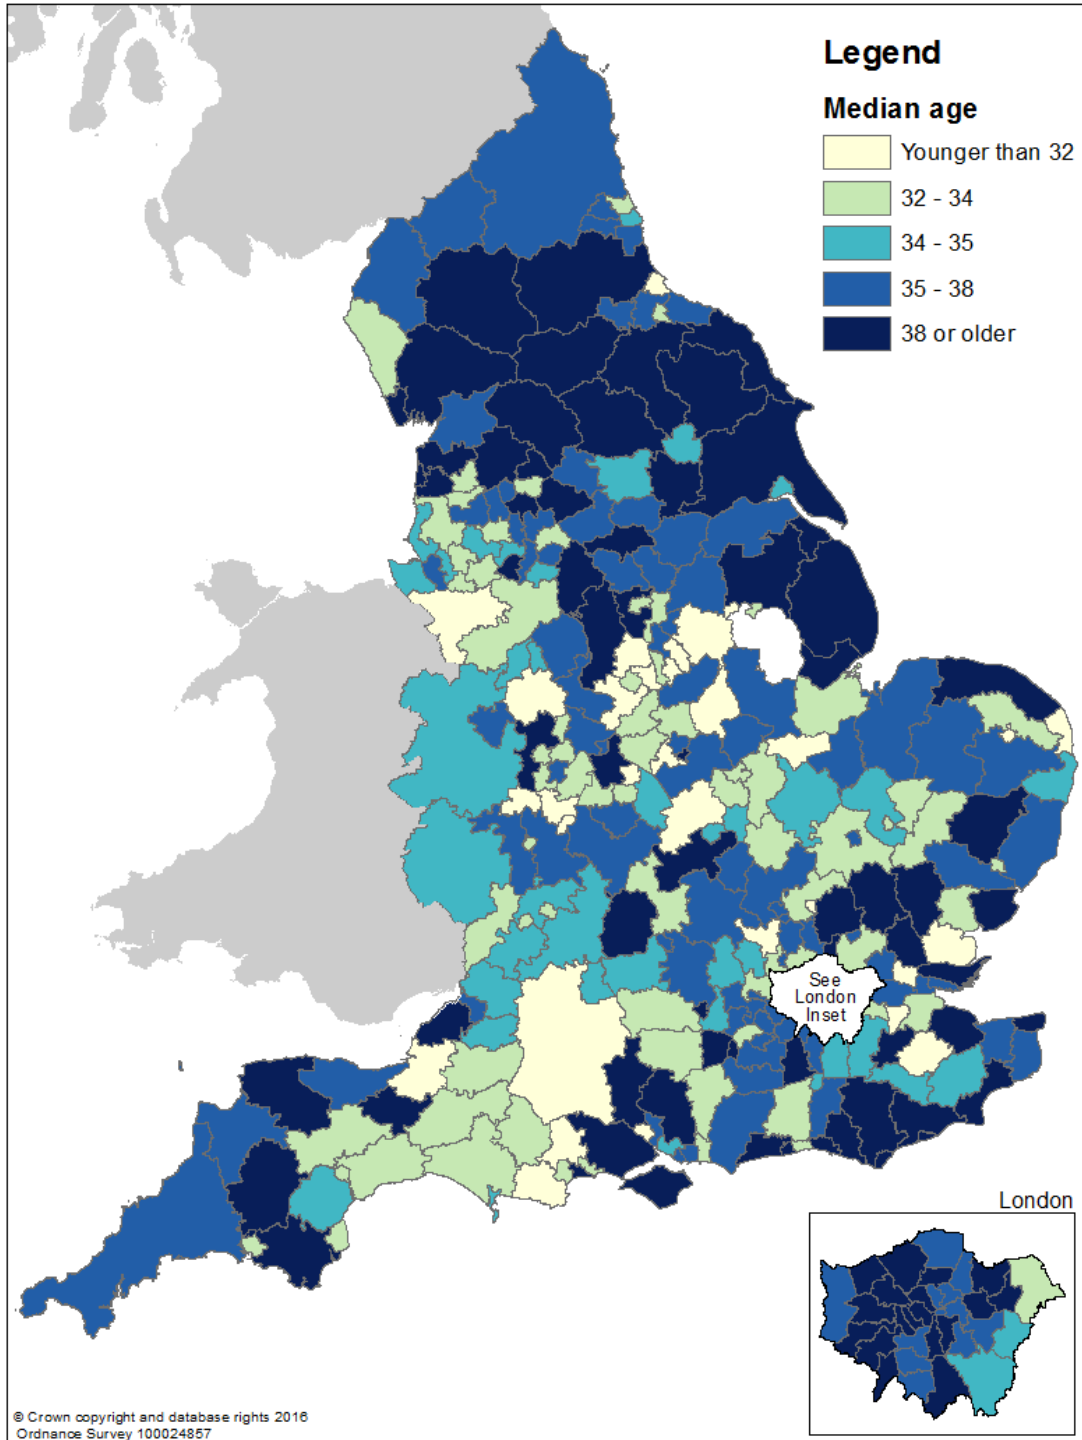 Legend
Median age
Younger than 32
32 - 34
34 - 35
35 - 38
38 or older
See
London
Inset
London
© Crown copyright and database rights 2016
Ordnance Survey 100024857